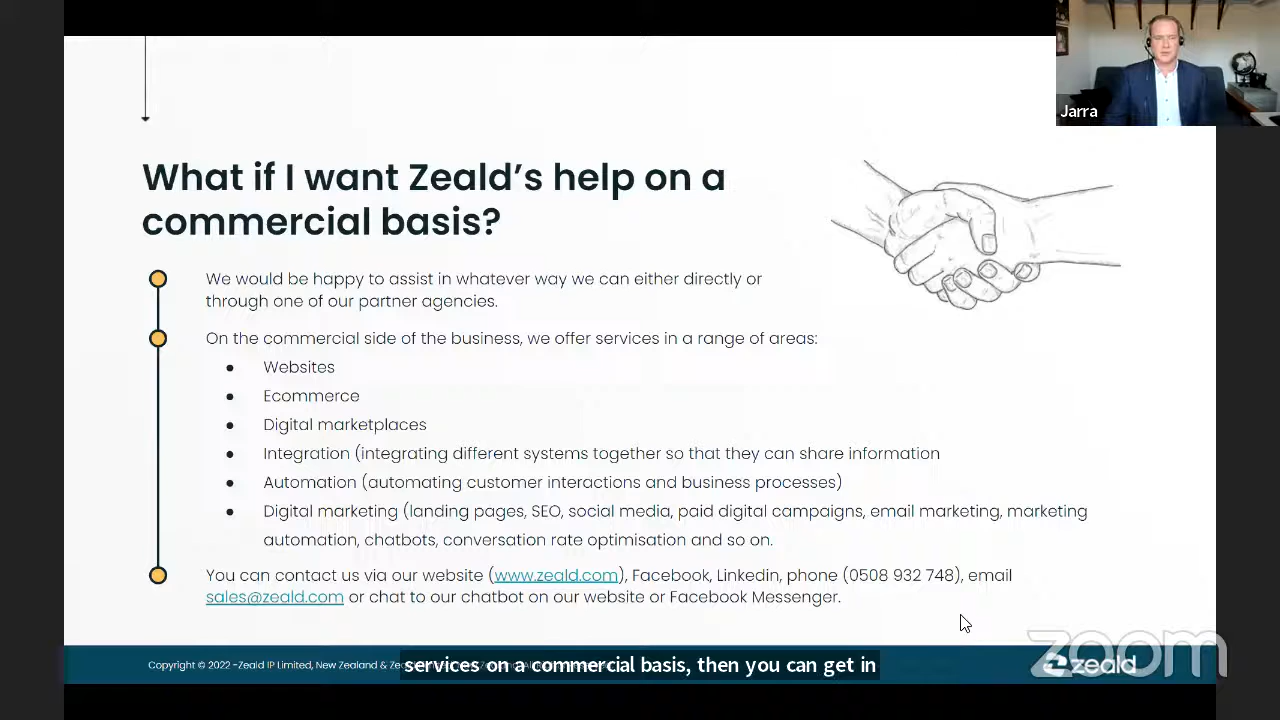 Jarra
What if I want Zeald’s help on a
commercial basis?
We would be happy to assist in whatever way we can either directly or
through one of our partner agencies.
On the commercial side of the business, we offer services in a range of areas:
● Websites
● Ecommerce
● Digital marketplaces
● Integration (integrating different systems together so that they can share information
● Automation (automating customer interactions and business processes)
● Digital marketing (landing pages, SEO, social media, paid digital campaigns, email marketing, marketing
automation, chatbots, conversation rate optimisation and so on.
You can contact us via our website (www.zeald.com), Facebook, Linkedin, phone (0508 932 748), email
sales@zeald.com or chat to our chatbot on our website or Facebook Messenger.
Copyright © 2022 -Zeald IP Limited, New Zealand &
services on a commercial basis, then you can get in
zeald
zoom